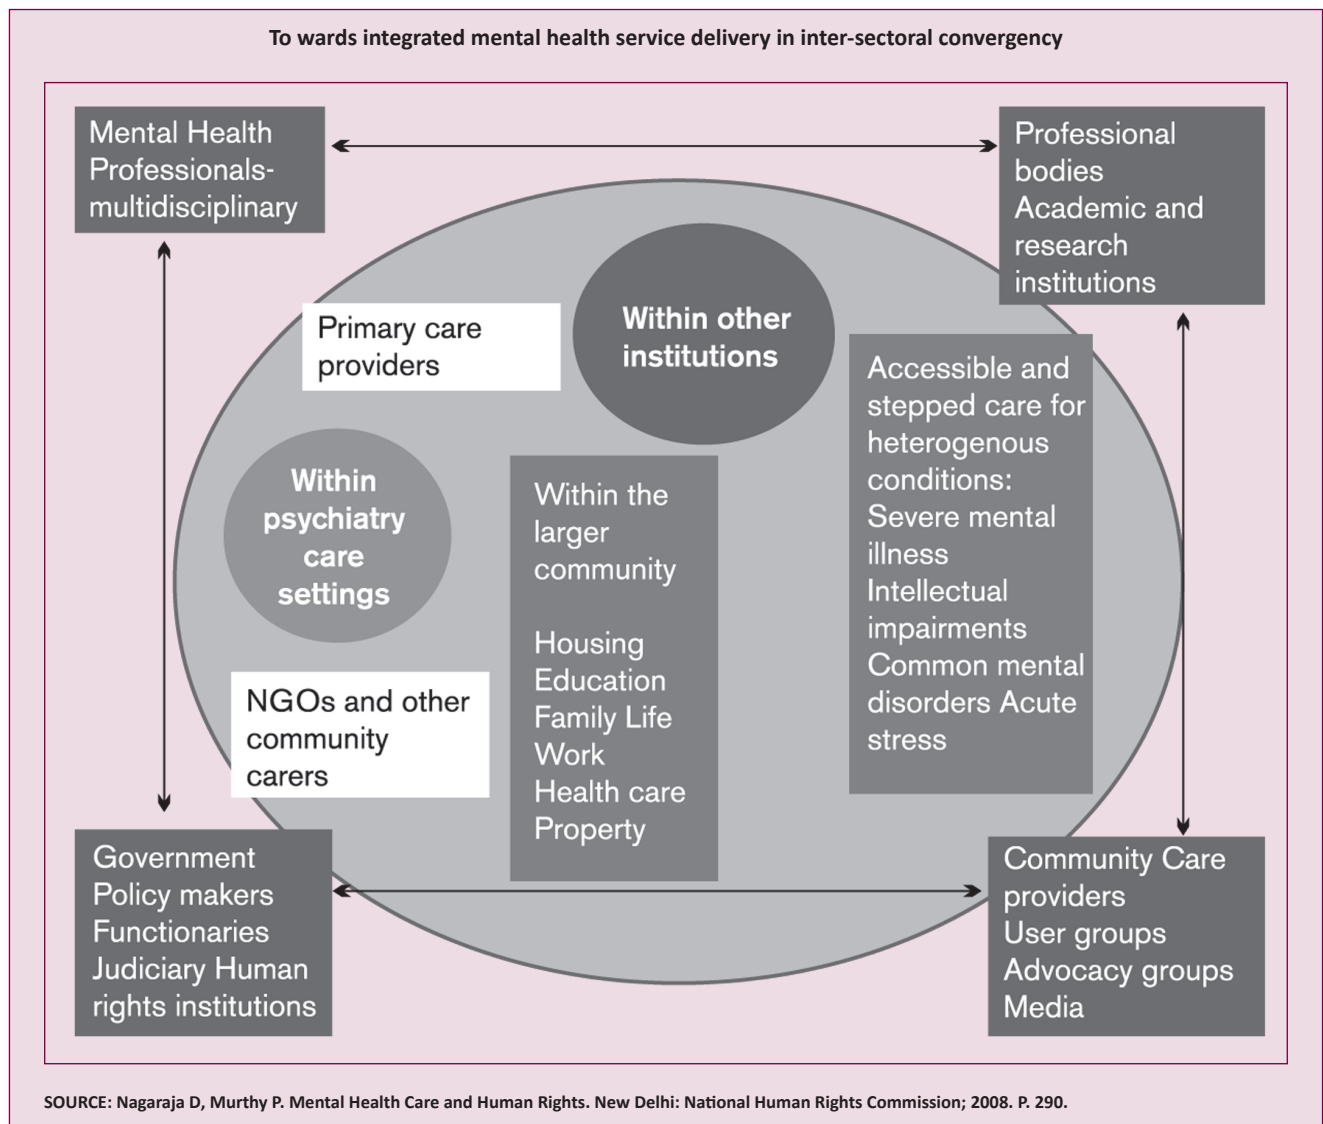 To wards integrated mental health service delivery in inter-sectoral convergency
Mental Health
Professionals-
multidisciplinary
Professional
bodies
Academic and
research
institutions
Primary care
providers
Within other
institutions
Accessible and
stepped care for
heterogenous
conditions:
Severe mental
illness
Intellectual
impairments
Common mental
disorders Acute
stress
Within
psychiatry
care
settings
Within the
larger
community
Housing
Education
Family Life
Work
Health care
Property
NGOs and other
community
carers
Government
Policy makers
Functionaries
Judiciary Human
rights institutions
Community Care
providers
User groups
Advocacy groups
Media
SOURCE: Nagaraja D, Murthy P. Mental Health Care and Human Rights. New Delhi: National Human Rights Commission; 2008. P. 290.